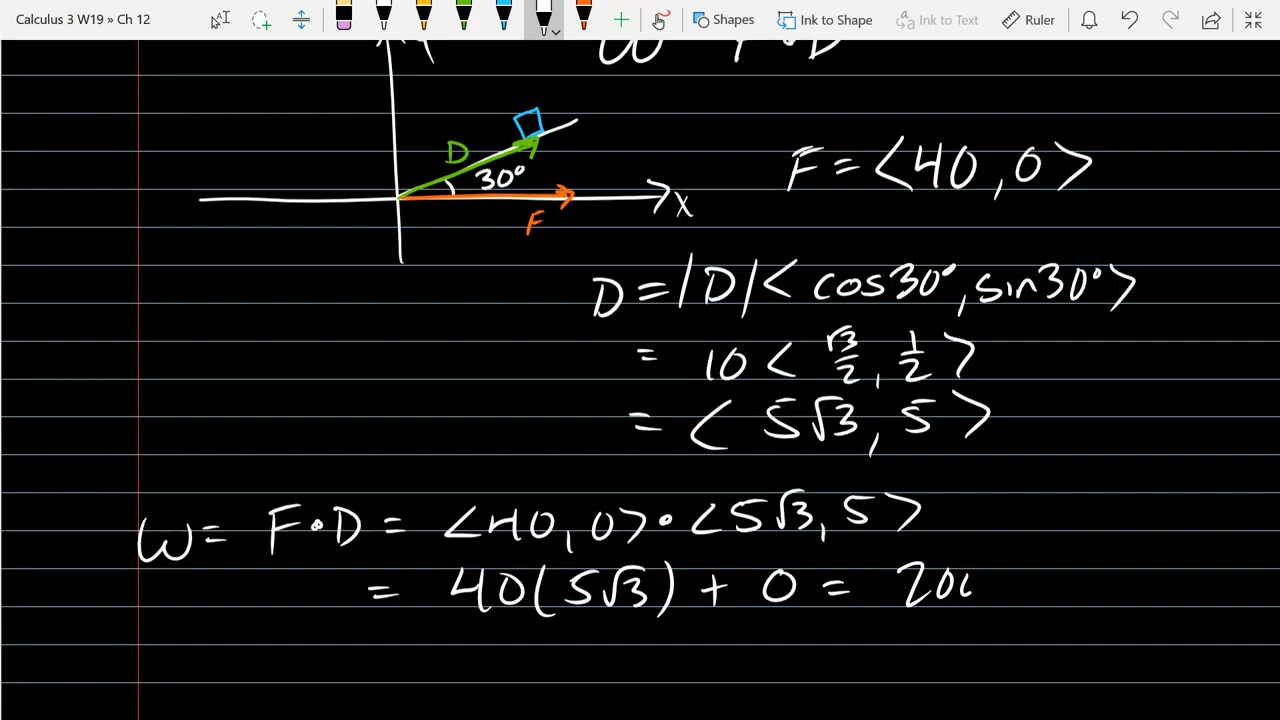 Calculus 3 W19 » Ch 12
Shapes
Ink to Shape
Ink to Text
Ruler
D
30°
x
F
F = <40, 0>
D = |D|< cos30°, sin30°>
= 10 < √3/2, 1/2 >
= < 5√3, 5 >
W = F•D = <40, 0> • <5√3, 5>
= 40(5√3) + 0 = 200